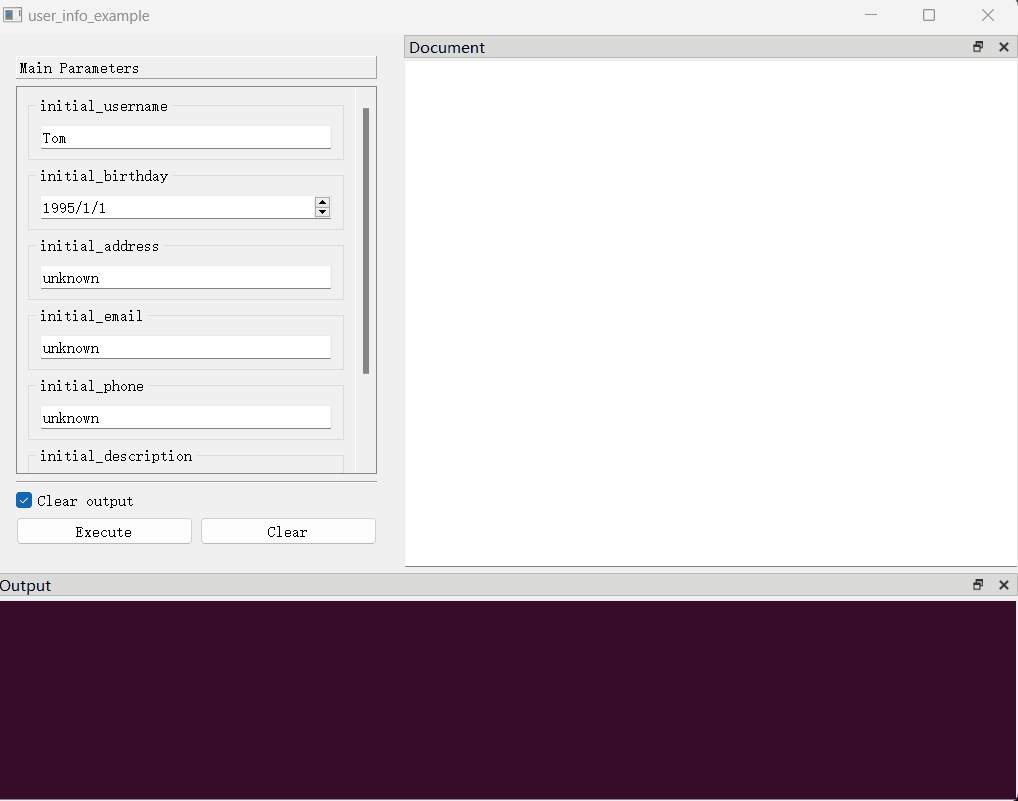 user_info_example
Main Parameters
initial_username
Tom
initial_birthday
1995/1/1
initial_address
unknown
initial_email
unknown
initial_phone
unknown
initial_description
Clear output
Execute
Clear
Document
Output